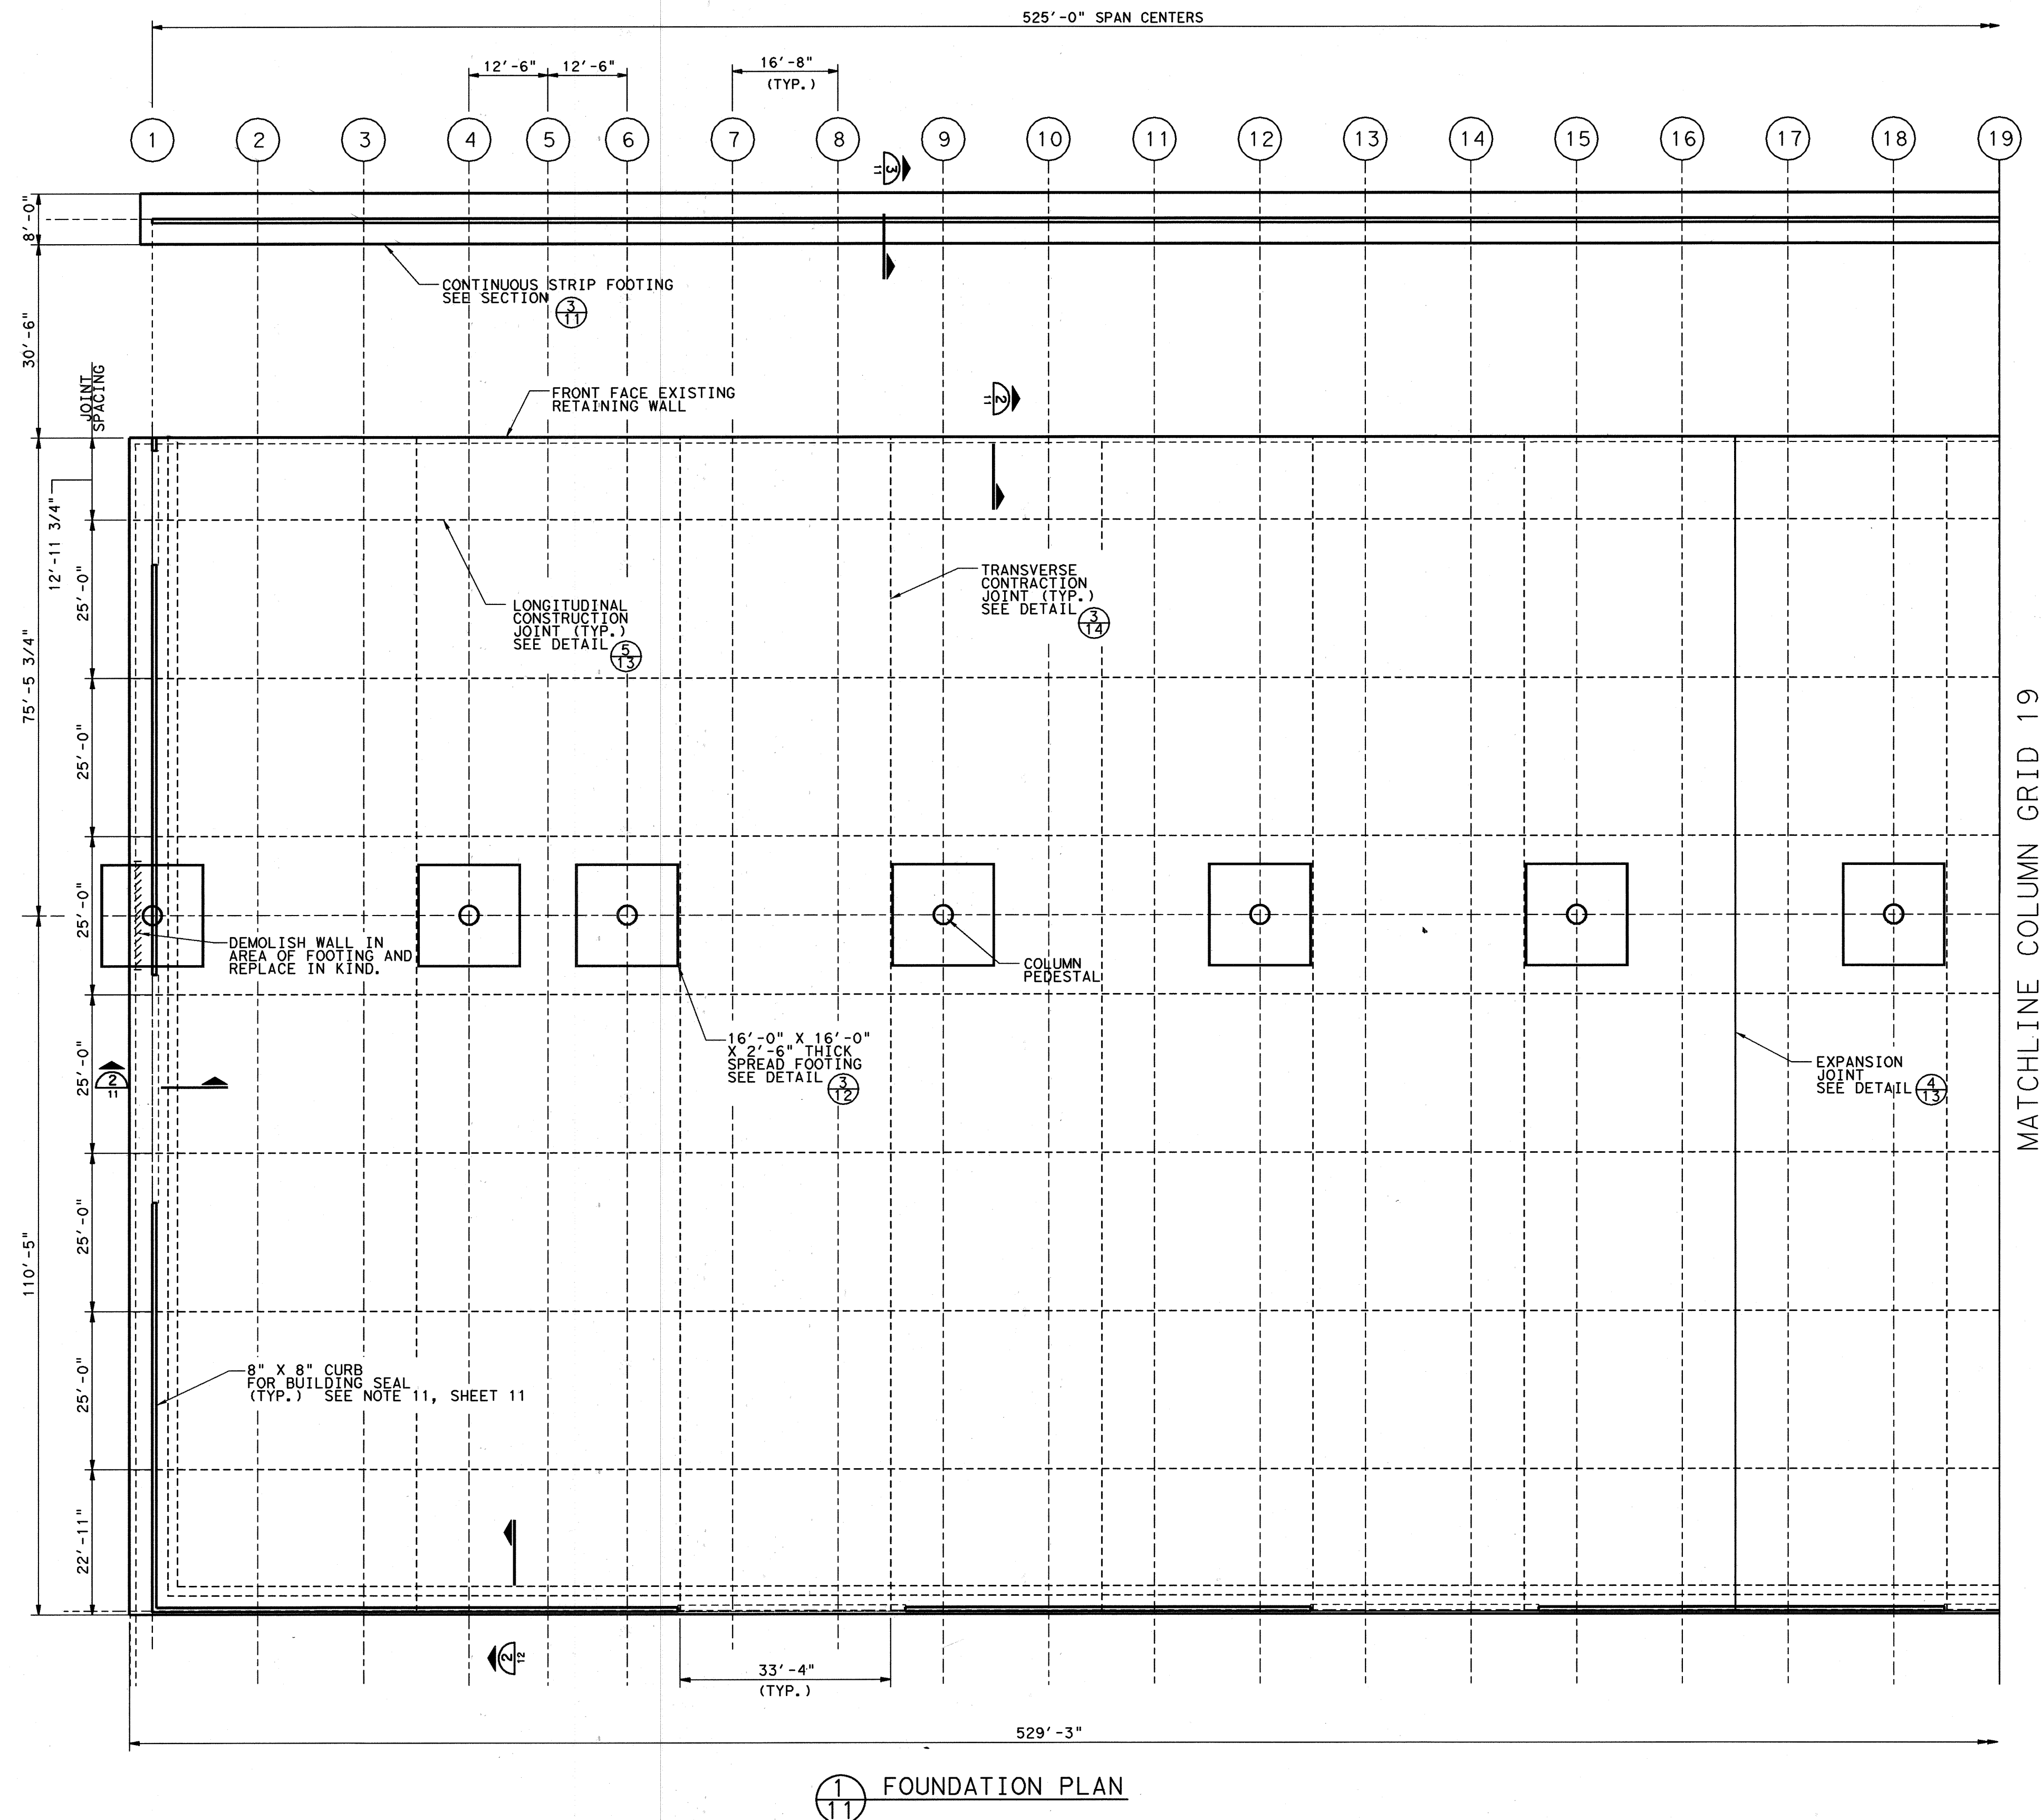 525'-0" SPAN CENTERS
12'-6" 12'-6"
16'-8"
(TYP.)
1 2 3 4 5 6 7 8 9 10 11 12 13 14 15 16 17 18 19
3
11
8'-0"
CONTINUOUS STRIP FOOTING
SEE SECTION
3
11
30'-6"
JOINT
SPACING
FRONT FACE EXISTING
RETAINING WALL
2
11
12'-11 3/4"
75'-5 3/4"
25'-0"
LONGITUDINAL
CONSTRUCTION
JOINT (TYP.)
SEE DETAIL
5
13
TRANSVERSE
CONTRACTION
JOINT (TYP.)
SEE DETAIL
3
14
25'-0"
MATCHLINE COLUMN GRID 19
25'-0"
DEMOLISH WALL IN
AREA OF FOOTING AND
REPLACE IN KIND.
COLUMN
PEDESTAL
16'-0" X 16'-0"
X 2'-6" THICK
SPREAD FOOTING
SEE DETAIL
3
12
EXPANSION
JOINT
SEE DETAIL
4
13
2
11
25'-0"
110'-5"
25'-0"
25'-0"
8" X 8" CURB
FOR BUILDING SEAL
(TYP.) SEE NOTE 11, SHEET 11
22'-11"
2
12
33'-4"
(TYP.)
529'-3"
1
11
FOUNDATION PLAN